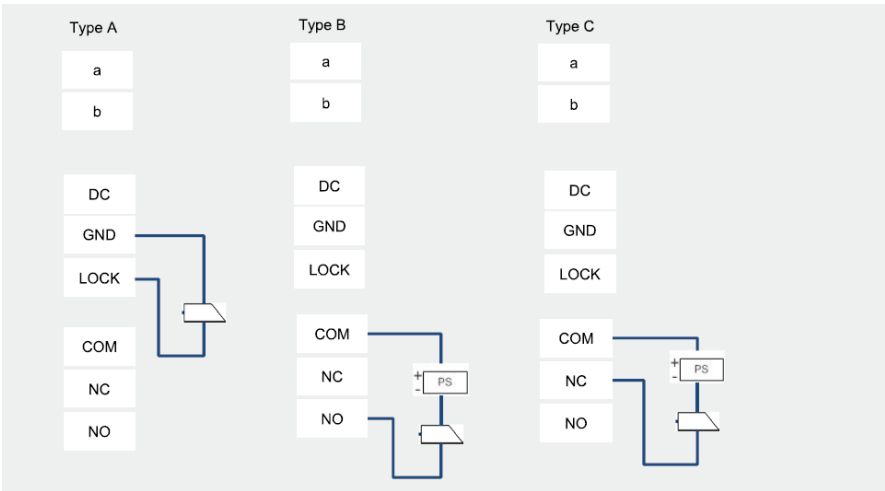 Type A
a
b
DC
GND
LOCK
COM
NC
NO
Type B
a
b
DC
GND
LOCK
COM
NC
NO
+
-
PS
Type C
a
b
DC
GND
LOCK
COM
NC
NO
+
-
PS